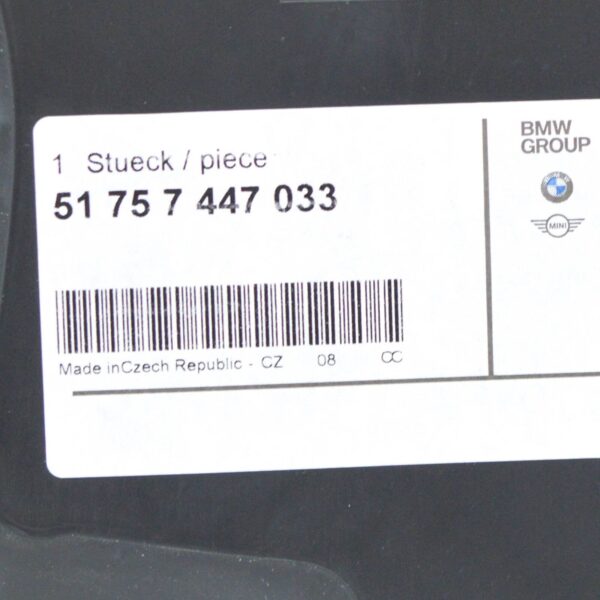 1 Stueck / piece
51 75 7 447 033
Made inCzech Republic - CZ 08 CC
BMW
GROUP
MINI